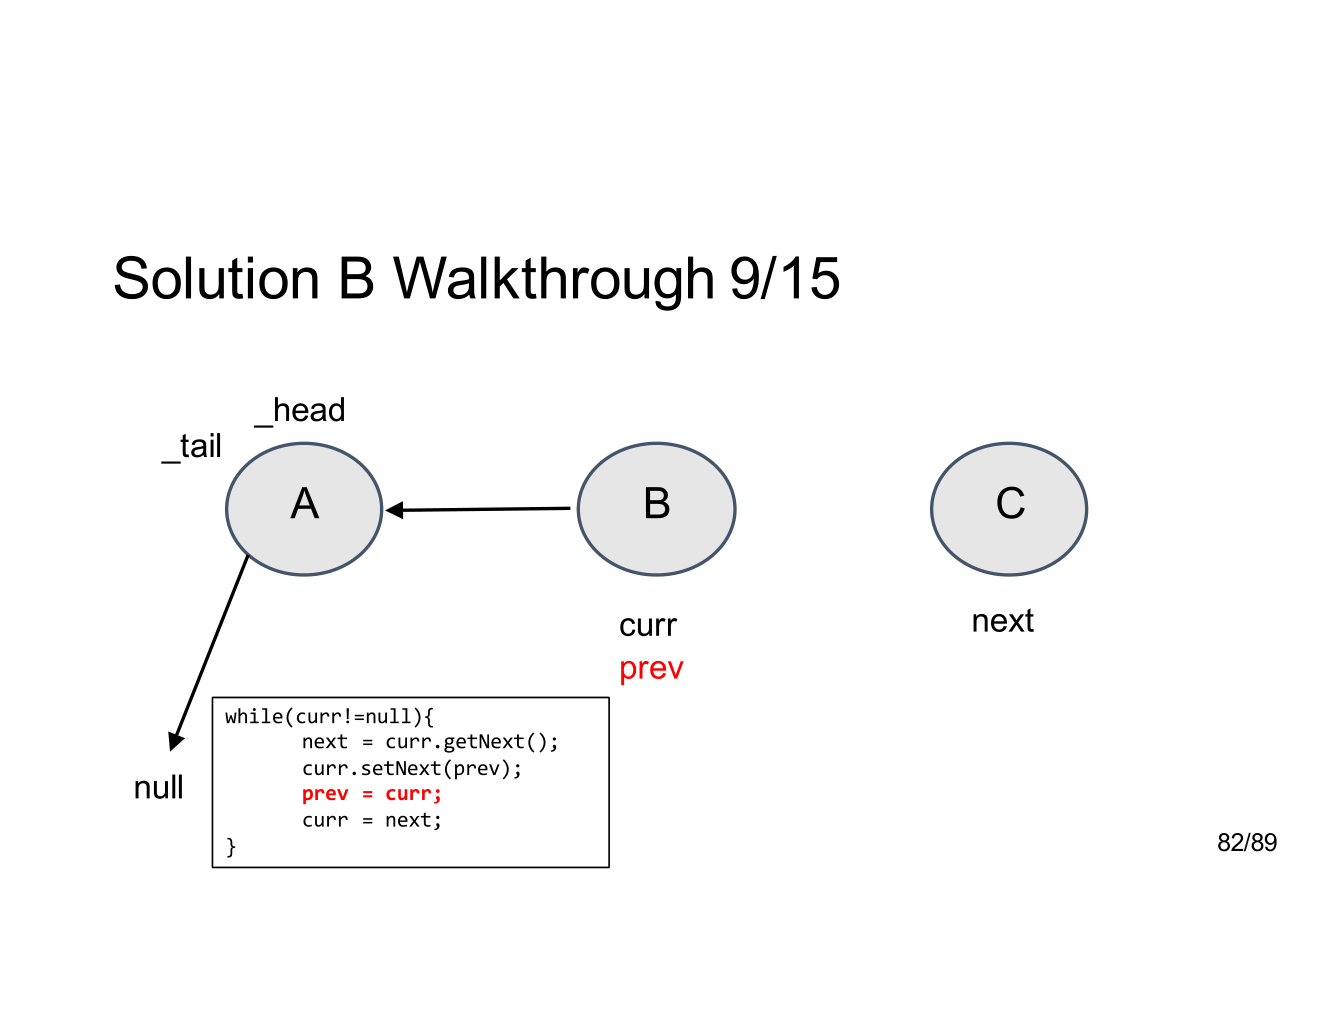 Solution B Walkthrough 9/15
_head
_tail
A
B
C
curr
prev
next
null
while(curr!=null){
next = curr.getNext();
curr.setNext(prev);
prev = curr;
curr = next;
}
82/89